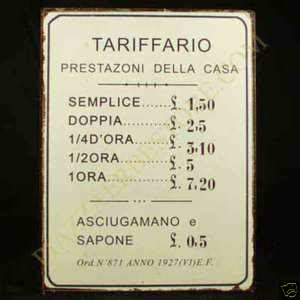 TARIFFARIO
PRESTAZONI DELLA CASA
SEMPLICE......£. 1,50
DOPPIA........£. 2,5
1/4D'ORA......£. 3,10
1/2ORA........£. 5
1ORA..........£. 7,20
ASCIUGAMANO e
SAPONE £. 0,5
Ord.N°871 ANNO 1927(VI)E.F.